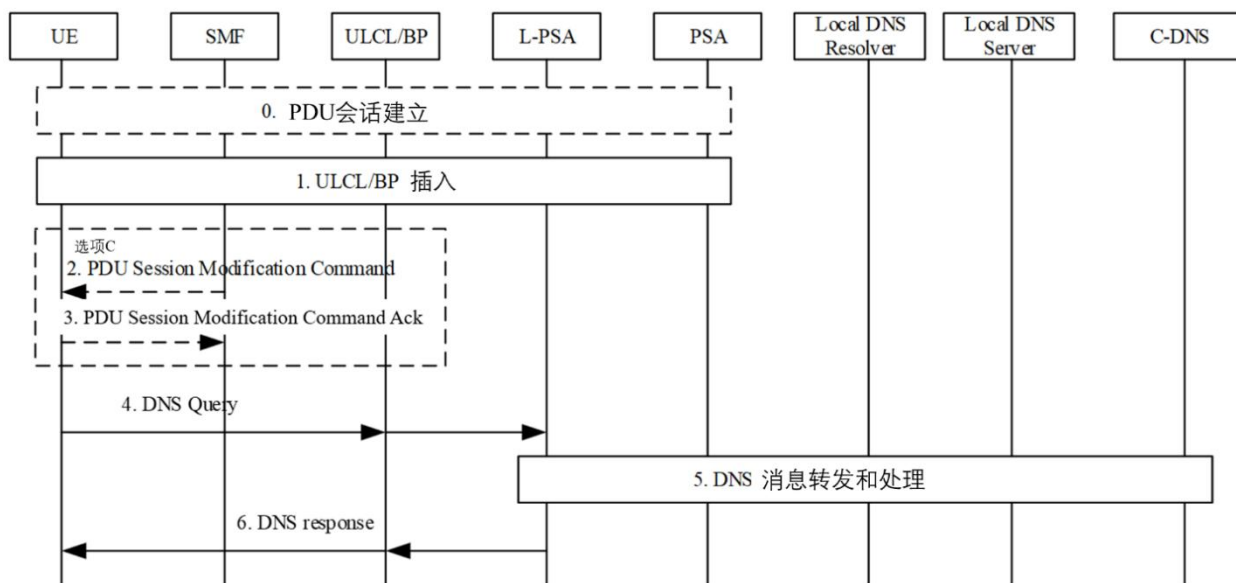 UE
SMF
ULCL/BP
L-PSA
PSA
Local DNS
Resolver
Local DNS
Server
C-DNS
0. PDU会话建立
1. ULCL/BP 插入
选项C
2. PDU Session Modification Command
3. PDU Session Modification Command Ack
4. DNS Query
5. DNS 消息转发和处理
6. DNS response